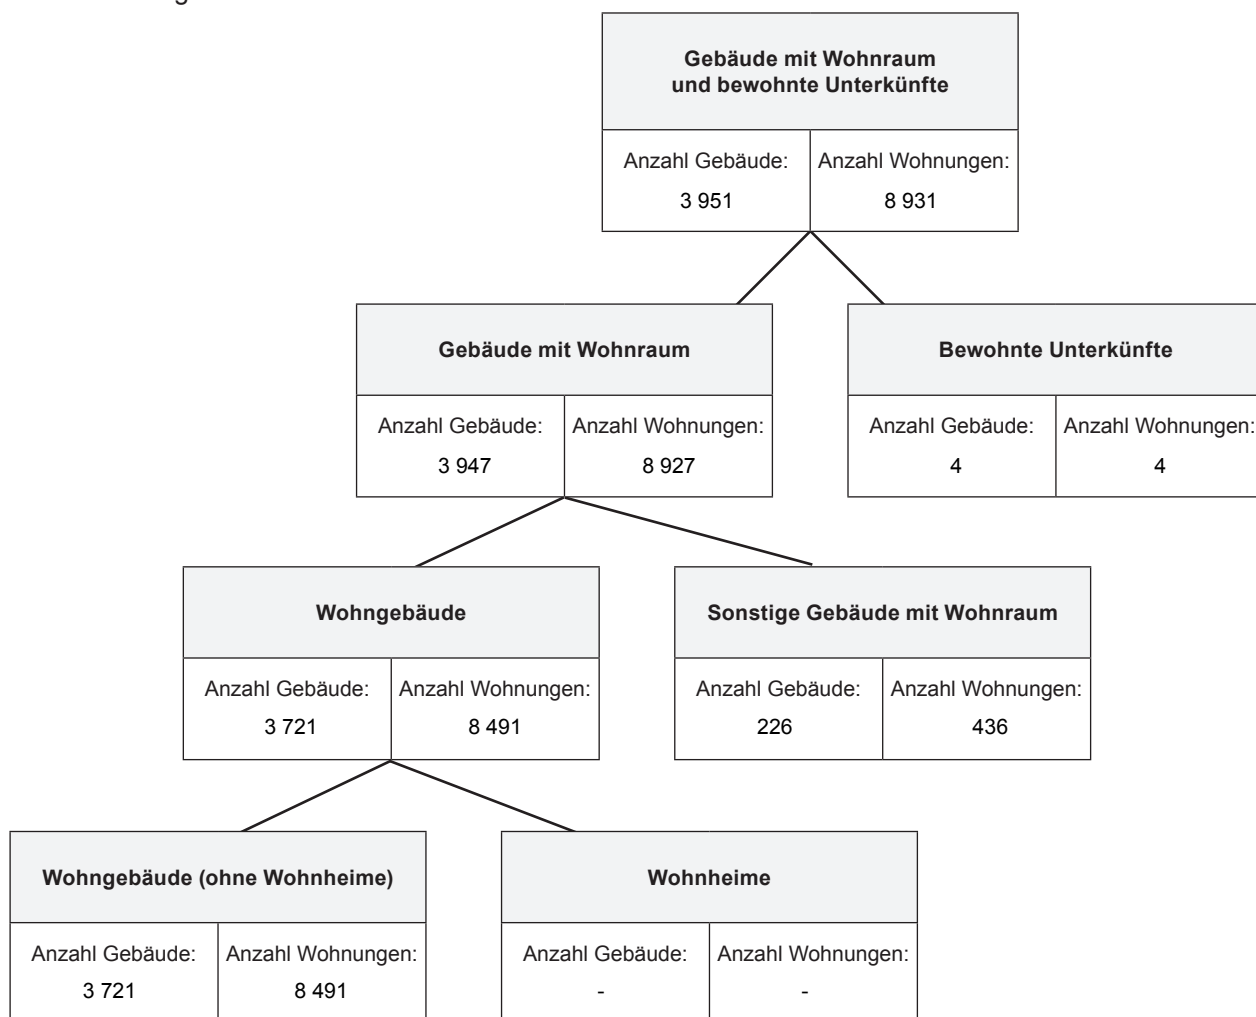 Gebäude mit Wohnraum
und bewohnte Unterkünfte
Anzahl Gebäude: Anzahl Wohnungen:
3 951 8 931
Gebäude mit Wohnraum Bewohnte Unterkünfte
Anzahl Gebäude: Anzahl Wohnungen: Anzahl Gebäude: Anzahl Wohnungen:
3 947 8 927 4 4
Wohngebäude Sonstige Gebäude mit Wohnraum
Anzahl Gebäude: Anzahl Wohnungen: Anzahl Gebäude: Anzahl Wohnungen:
3 721 8 491 226 436
Wohngebäude (ohne Wohnheime) Wohnheime
Anzahl Gebäude: Anzahl Wohnungen: Anzahl Gebäude: Anzahl Wohnungen:
3 721 8 491 - -